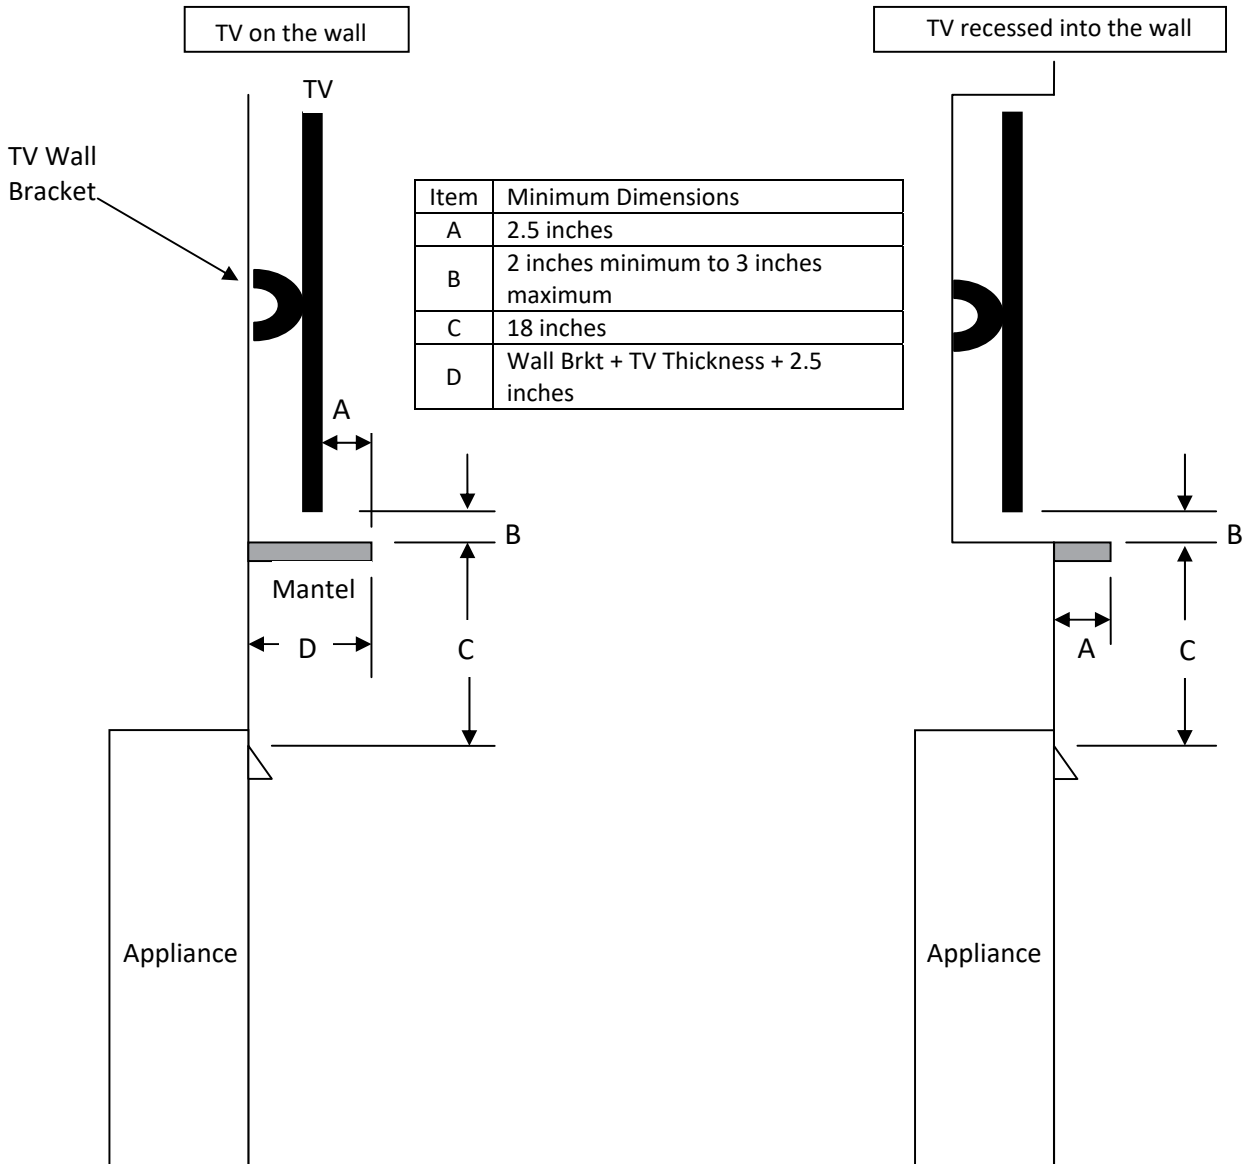 TV on the wall
TV recessed into the wall
TV
TV Wall
Bracket
Item Minimum Dimensions
A 2.5 inches
B 2 inches minimum to 3 inches
maximum
C 18 inches
D Wall Brkt + TV Thickness + 2.5
inches
A
B
Mantel
D
C
Appliance
B
A
C
Appliance